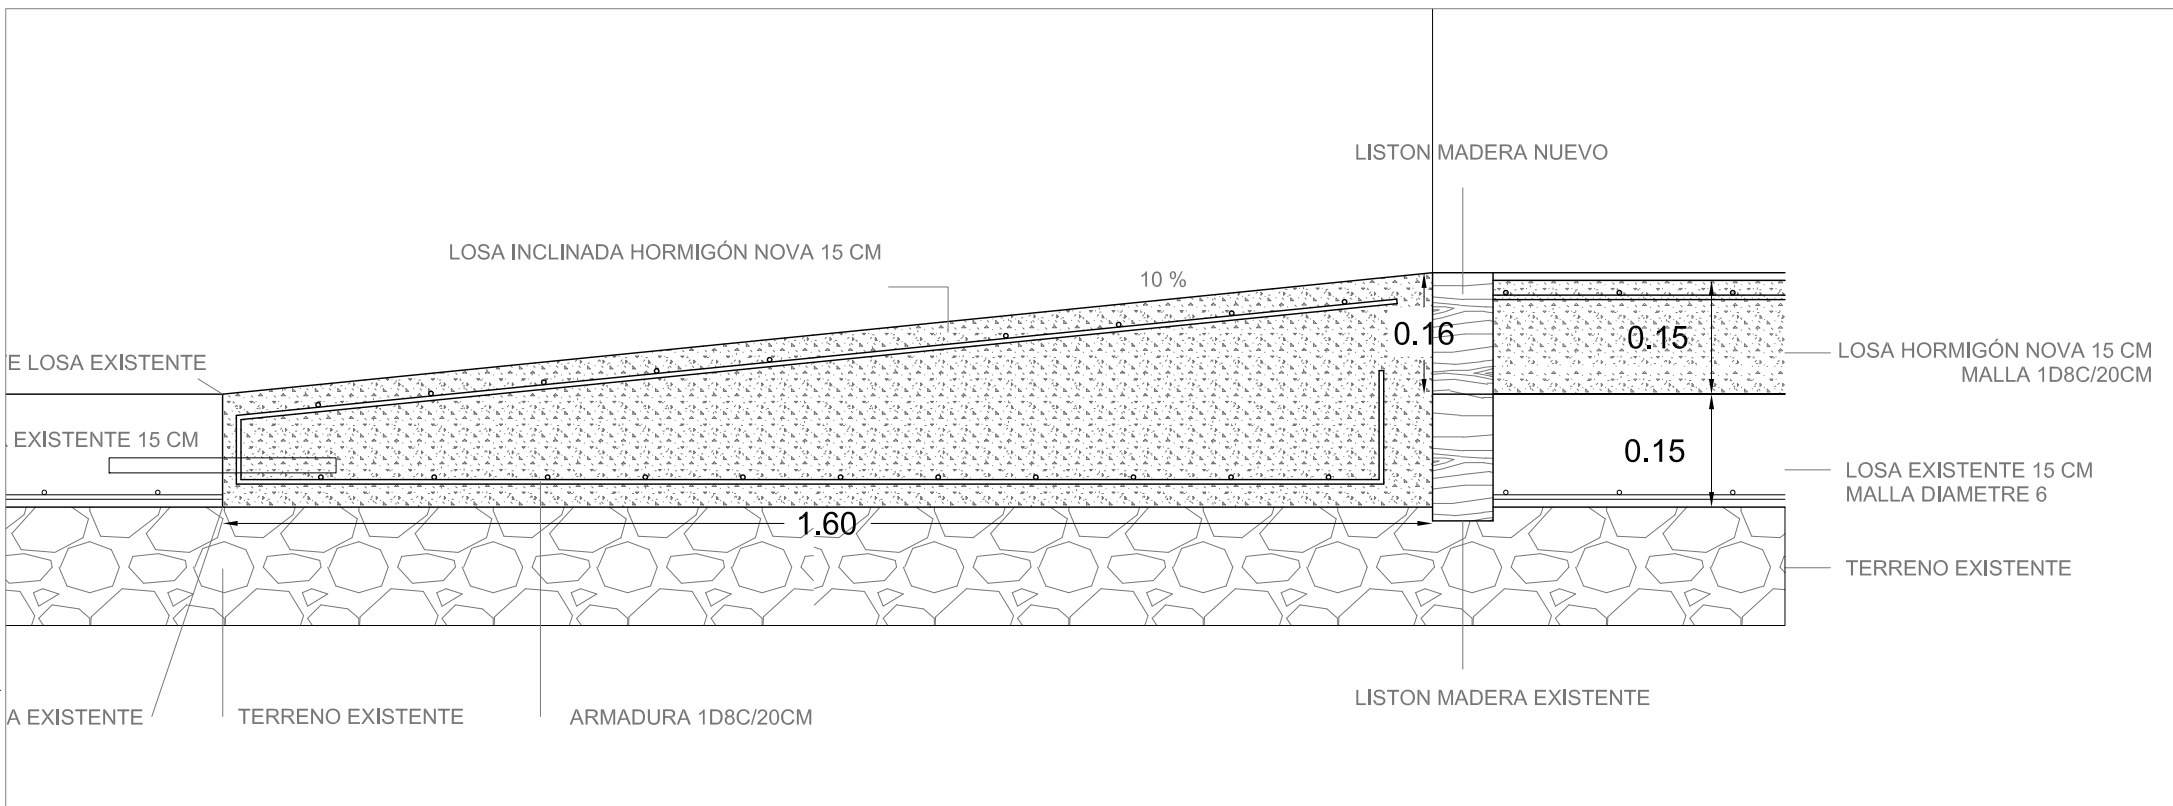 LISTON MADERA NUEVO
LOSA INCLINADA HORMIGÓN NOVA 15 CM
10 %
0.16
0.15
LOSA HORMIGÓN NOVA 15 CM
MALLA 1D8C/20CM
LOSA EXISTENTE
EXISTENTE 15 CM
0.15
LOSA EXISTENTE 15 CM
MALLA DIAMETRE 6
1.60
TERRENO EXISTENTE
LISTON MADERA EXISTENTE
EXISTENTE
TERRENO EXISTENTE
ARMADURA 1D8C/20CM